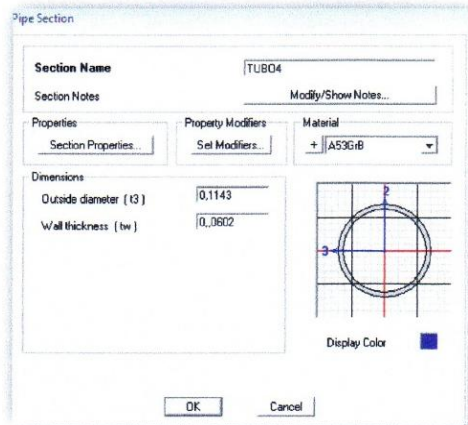 Pipe Section
Section Name TUBO4
Section Notes Modify/Show Notes...
Properties Property Modifiers Material
Section Properties... Set Modifiers... + A53GrB
Dimensions
Outside diameter ( t3 ) 0,1143
Wall thickness ( tw ) 0,,0602
2
3
Display Color
OK Cancel